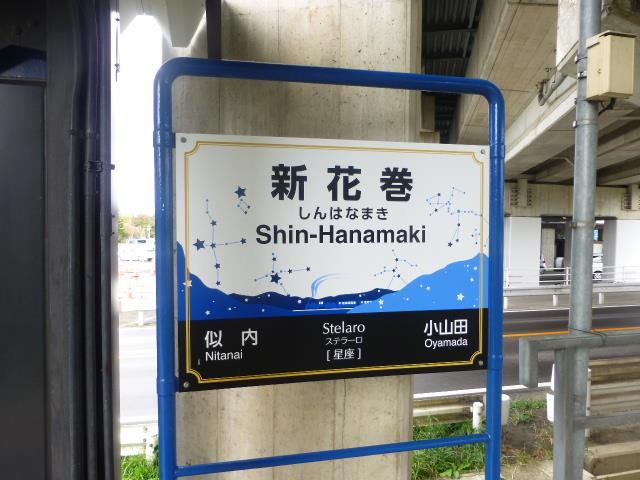 新花巻
しんはなまき
Shin-Hanamaki
似内
Nitanai
Stelaro
ステラーロ
[星座]
小山田
Oyamada